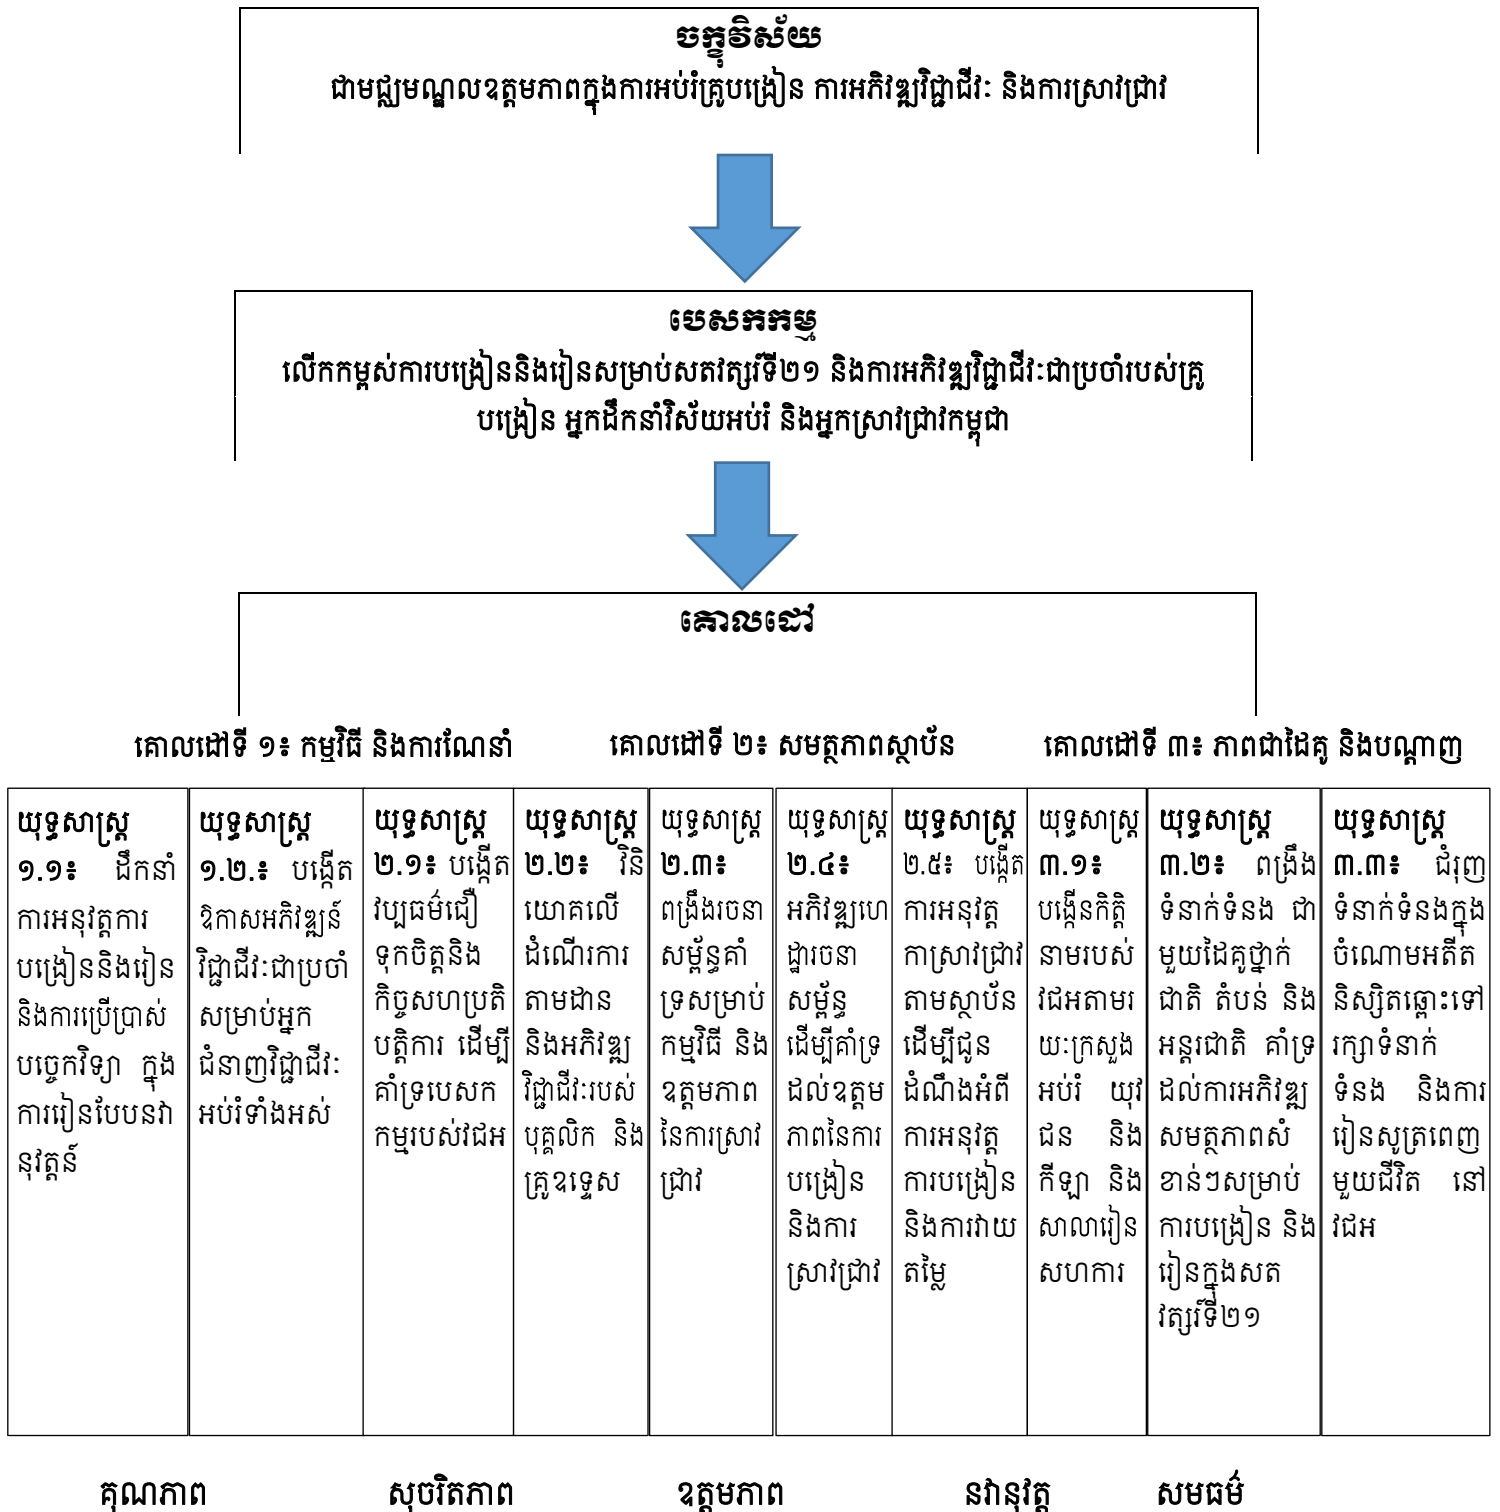 ចក្ខុវិស័យ
ជាមជ្ឈមណ្ឌលឧត្តមភាពក្នុងការអប់រំគ្រូបង្រៀន ការអភិវឌ្ឍវិជ្ជាជីវៈ និងការស្រាវជ្រាវ
បេសកកម្ម
លើកកម្ពស់ការបង្រៀននិងរៀនសម្រាប់សតវត្សរ៍ទី២១ និងការអភិវឌ្ឍវិជ្ជាជីវៈជាប្រចាំរបស់គ្រូ
បង្រៀន អ្នកដឹកនាំវិស័យអប់រំ និងអ្នកស្រាវជ្រាវកម្ពុជា
គោលដៅ
គោលដៅទី ១៖ កម្មវិធី និងការណែនាំ
គោលដៅទី ២៖ សមត្ថភាពស្ថាប័ន
គោលដៅទី ៣៖ ភាពជាដៃគូ និងបណ្តាញ
យុទ្ធសាស្ត្រ
១.១៖ ដឹកនាំ
ការអនុវត្តការ
បង្រៀននិងរៀន
និងការប្រើប្រាស់
បច្ចេកវិទ្យា ក្នុង
ការរៀនបែបនវា
នុវត្តន៍
យុទ្ធសាស្ត្រ
១.២.៖ បង្កើត
ឱកាសអភិវឌ្ឍន៍
វិជ្ជាជីវៈជាប្រចាំ
សម្រាប់អ្នក
ជំនាញវិជ្ជាជីវៈ
អប់រំទាំងអស់
យុទ្ធសាស្ត្រ
២.១៖ បង្កើត
វប្បធម៌ជឿ
ទុកចិត្តនិង
កិច្ចសហប្រតិ
បត្តិការ ដើម្បី
គាំទ្របេសក
កម្មរបស់វជអ
យុទ្ធសាស្ត្រ
២.២៖ វិនិ
យោគលើ
ដំណើរការ
តាមដាន
និងអភិវឌ្ឍ
វិជ្ជាជីវៈរបស់
បុគ្គលិក និង
គ្រូឧទ្ទេស
យុទ្ធសាស្ត្រ
២.៣៖
ពង្រឹងរចនា
សម្ព័ន្ធគាំ
ទ្រសម្រាប់
កម្មវិធី និង
ឧត្តមភាព
នៃការស្រាវ
ជ្រាវ
យុទ្ធសាស្ត្រ
២.៤៖
អភិវឌ្ឍហេ
ដ្ឋារចនា
សម្ព័ន្ធ
ដើម្បីគាំទ្រ
ដល់ឧត្តម
ភាពនៃការ
បង្រៀន
និងការ
ស្រាវជ្រាវ
យុទ្ធសាស្ត្រ
២.៥៖ បង្កើត
ការអនុវត្ត
កាស្រាវជ្រាវ
តាមស្ថាប័ន
ដើម្បីជូន
ដំណឹងអំពី
ការអនុវត្ត
ការបង្រៀន
និងការវាយ
តម្លៃ
យុទ្ធសាស្ត្រ
៣.១៖
បង្កើនកិត្តិ
នាមរបស់
វជអតាមរ
យៈក្រសួង
អប់រំ យុវ
ជន និង
កីឡា និង
សាលារៀន
សហការ
យុទ្ធសាស្ត្រ
៣.២៖ ពង្រឹង
ទំនាក់ទំនង ជា
មួយដៃគូថ្នាក់
ជាតិ តំបន់ និង
អន្តរជាតិ គាំទ្រ
ដល់ការអភិវឌ្ឍ
សមត្ថភាពសំ
ខាន់ៗសម្រាប់
ការបង្រៀន និង
រៀនក្នុងសត
វត្សរ៍ទី២១
យុទ្ធសាស្ត្រ
៣.៣៖ ជំរុញ
ទំនាក់ទំនងក្នុង
ចំណោមអតីត
និស្សិតឆ្ពោះទៅ
រក្សាទំនាក់
ទំនង និងការ
រៀនសូត្រពេញ
មួយជីវិត នៅ
វជអ
គុណភាព សុចរិតភាព ឧត្តមភាព នវានុវត្ត សមធម៌